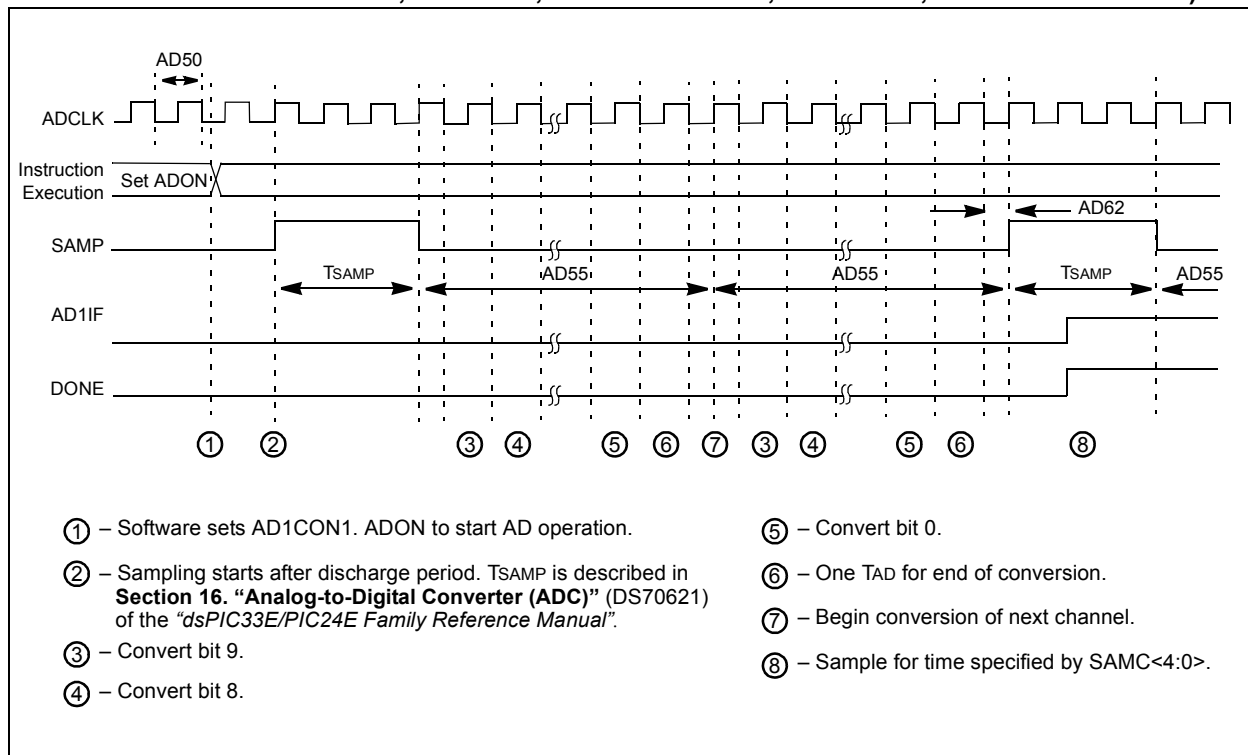 AD50
ADCLK
Instruction
Execution
Set ADON
AD62
SAMP
TSAMP
AD55
AD55
TSAMP
AD55
AD1IF
DONE
1 2 3 4 5 6 7 3 4 5 6 8
1 – Software sets AD1CON1. ADON to start AD operation.
2 – Sampling starts after discharge period. TSAMP is described in
Section 16. “Analog-to-Digital Converter (ADC)” (DS70621)
of the “dsPIC33E/PIC24E Family Reference Manual”.
3 – Convert bit 9.
4 – Convert bit 8.
5 – Convert bit 0.
6 – One TAD for end of conversion.
7 – Begin conversion of next channel.
8 – Sample for time specified by SAMC<4:0>.